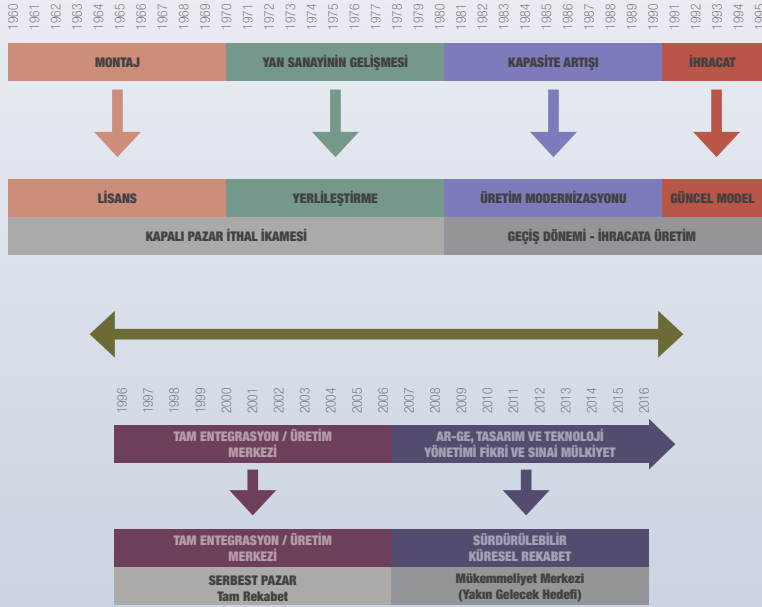 1960 1961 1962 1963 1964 1965 1966 1967 1968 1969 1970 1971 1972 1973 1974 1975 1976 1977 1978 1979 1980 1981 1982 1983 1984 1985 1986 1987 1988 1989 1990 1991 1992 1993 1994 1995
MONTAJ
YAN SANAYİNİN GELİŞMESİ
KAPASİTE ARTIŞI
İHRACAT
LİSANS
YERLİLEŞTİRME
ÜRETİM MODERNİZASYONU
GÜNCEL MODEL
KAPALI PAZAR İTHAL İKAMESİ
GEÇİŞ DÖNEMİ - İHRACATA ÜRETİM
1996 1997 1998 1999 2000 2001 2002 2003 2004 2005 2006 2007 2008 2009 2010 2011 2012 2013 2014 2015 2016
TAM ENTEGRASYON / ÜRETİM
MERKEZİ
AR-GE, TASARIM VE TEKNOLOJİ
YÖNETİMİ FİKRİ VE SINAİ MÜLKİYET
TAM ENTEGRASYON / ÜRETİM
MERKEZİ
SÜRDÜRÜLEBİLİR
KÜRESEL REKABET
SERBEST PAZAR
Tam Rekabet
Mükemmeliyet Merkezi
(Yakın Gelecek Hedefi)